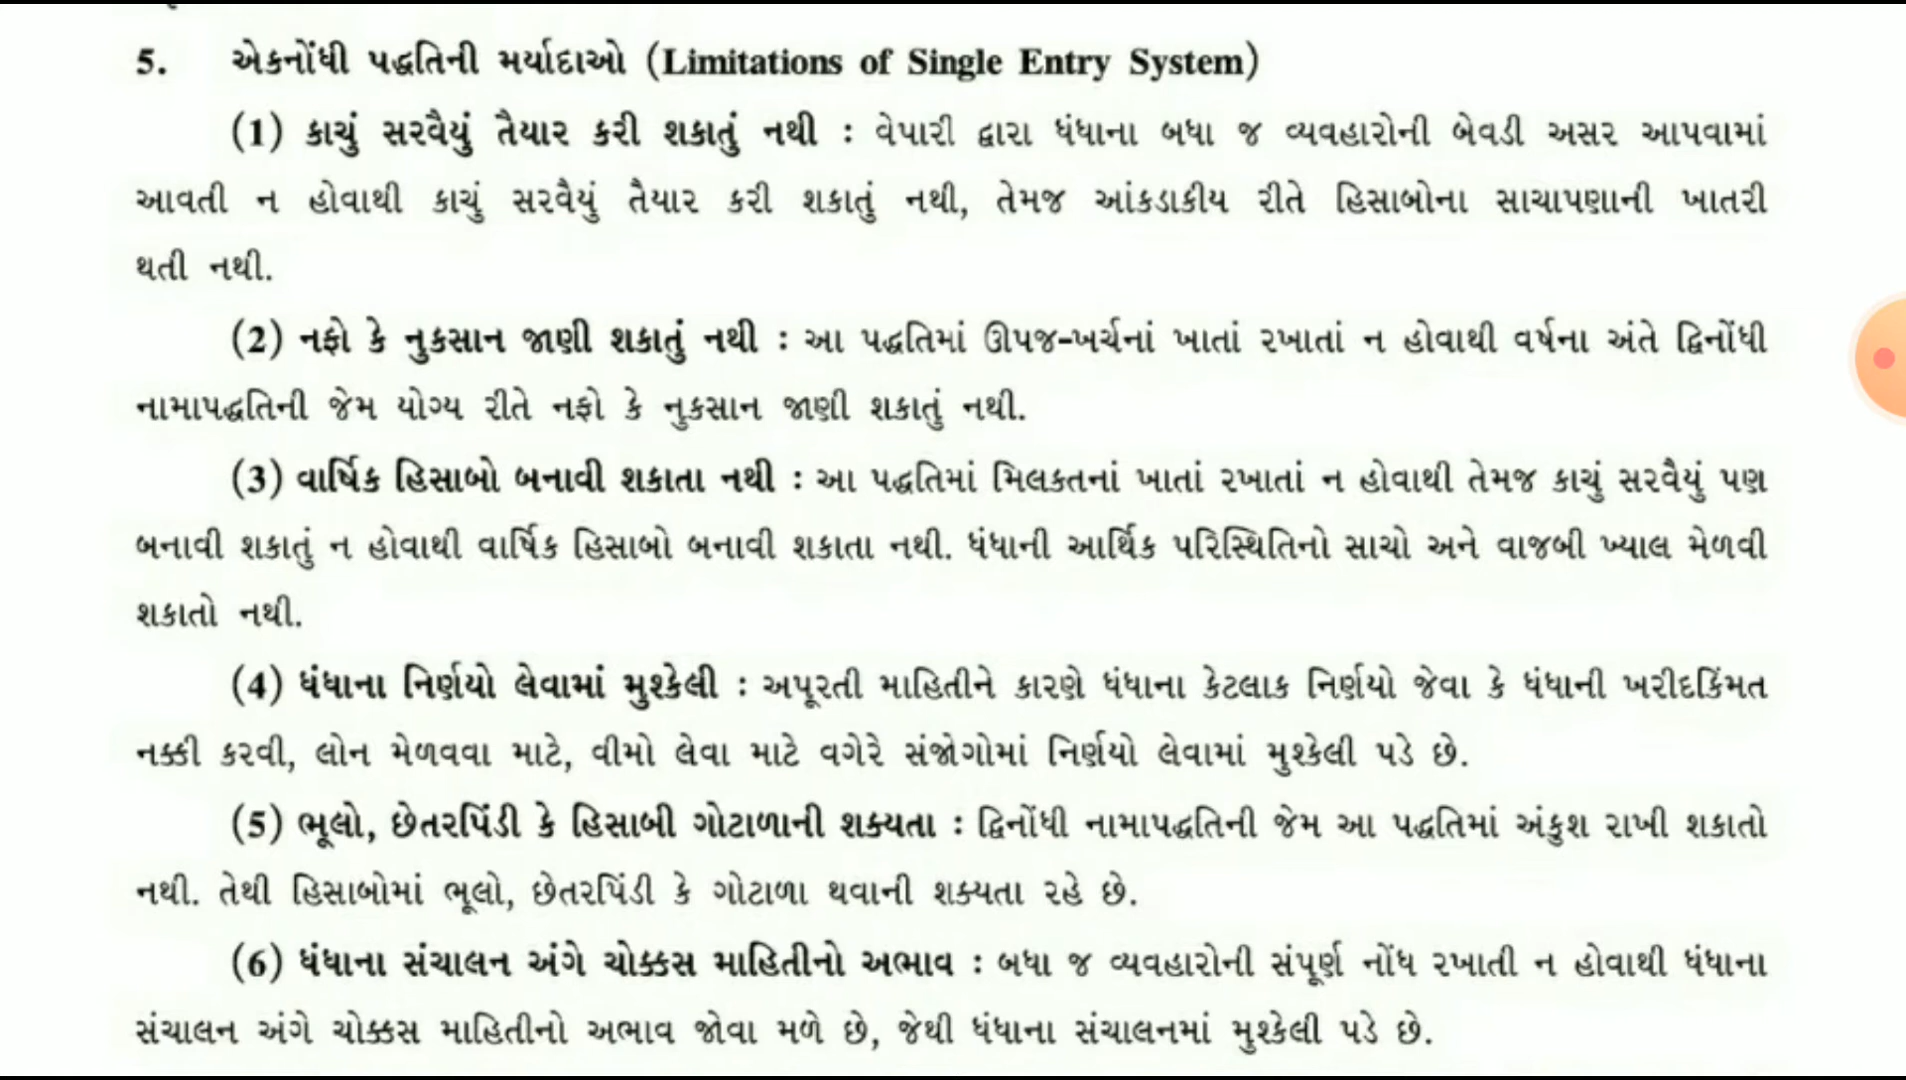 5. એકનોંધી પદ્ધતિની મર્યાદાઓ (Limitations of Single Entry System)
(1) કાચું સરવૈયું તૈયાર કરી શકાતું નથી : વેપારી દ્વારા ધંધાના બધા જ વ્યવહારોની બેવડી અસર આપવામાં
આવતી ન હોવાથી કાચું સરવૈયું તૈયાર કરી શકાતું નથી, તેમજ આંકડાકીય રીતે હિસાબોના સાચાપણાની ખાતરી
થતી નથી.
(2) નફો કે નુકસાન જાણી શકાતું નથી : આ પદ્ધતિમાં ઊપજ-ખર્ચનાં ખાતાં રખાતાં ન હોવાથી વર્ષના અંતે દ્વિનોંધી
નામાપદ્ધતિની જેમ યોગ્ય રીતે નફો કે નુકસાન જાણી શકાતું નથી.
(3) વાર્ષિક હિસાબો બનાવી શકાતા નથી : આ પદ્ધતિમાં મિલકતનાં ખાતાં રખાતાં ન હોવાથી તેમજ કાચું સરવૈયું પણ
બનાવી શકાતું ન હોવાથી વાર્ષિક હિસાબો બનાવી શકાતા નથી. ધંધાની આર્થિક પરિસ્થિતિનો સાચો અને વાજબી ખ્યાલ મેળવી
શકાતો નથી.
(4) ધંધાના નિર્ણયો લેવામાં મુશ્કેલી : અપૂરતી માહિતીને કારણે ધંધાના કેટલાક નિર્ણયો જેવા કે ધંધાની ખરીદકિંમત
નક્કી કરવી, લોન મેળવવા માટે, વીમો લેવા માટે વગેરે સંજોગોમાં નિર્ણયો લેવામાં મુશ્કેલી પડે છે.
(5) ભૂલો, છેતરપિંડી કે હિસાબી ગોટાળાની શક્યતા : દ્વિનોંધી નામાપદ્ધતિની જેમ આ પદ્ધતિમાં અંકુશ રાખી શકાતો
નથી. તેથી હિસાબોમાં ભૂલો, છેતરપિંડી કે ગોટાળા થવાની શક્યતા રહે છે.
(6) ધંધાના સંચાલન અંગે ચોક્કસ માહિતીનો અભાવ : બધા જ વ્યવહારોની સંપૂર્ણ નોંધ રખાતી ન હોવાથી ધંધાના
સંચાલન અંગે ચોક્કસ માહિતીનો અભાવ જોવા મળે છે, જેથી ધંધાના સંચાલનમાં મુશ્કેલી પડે છે.